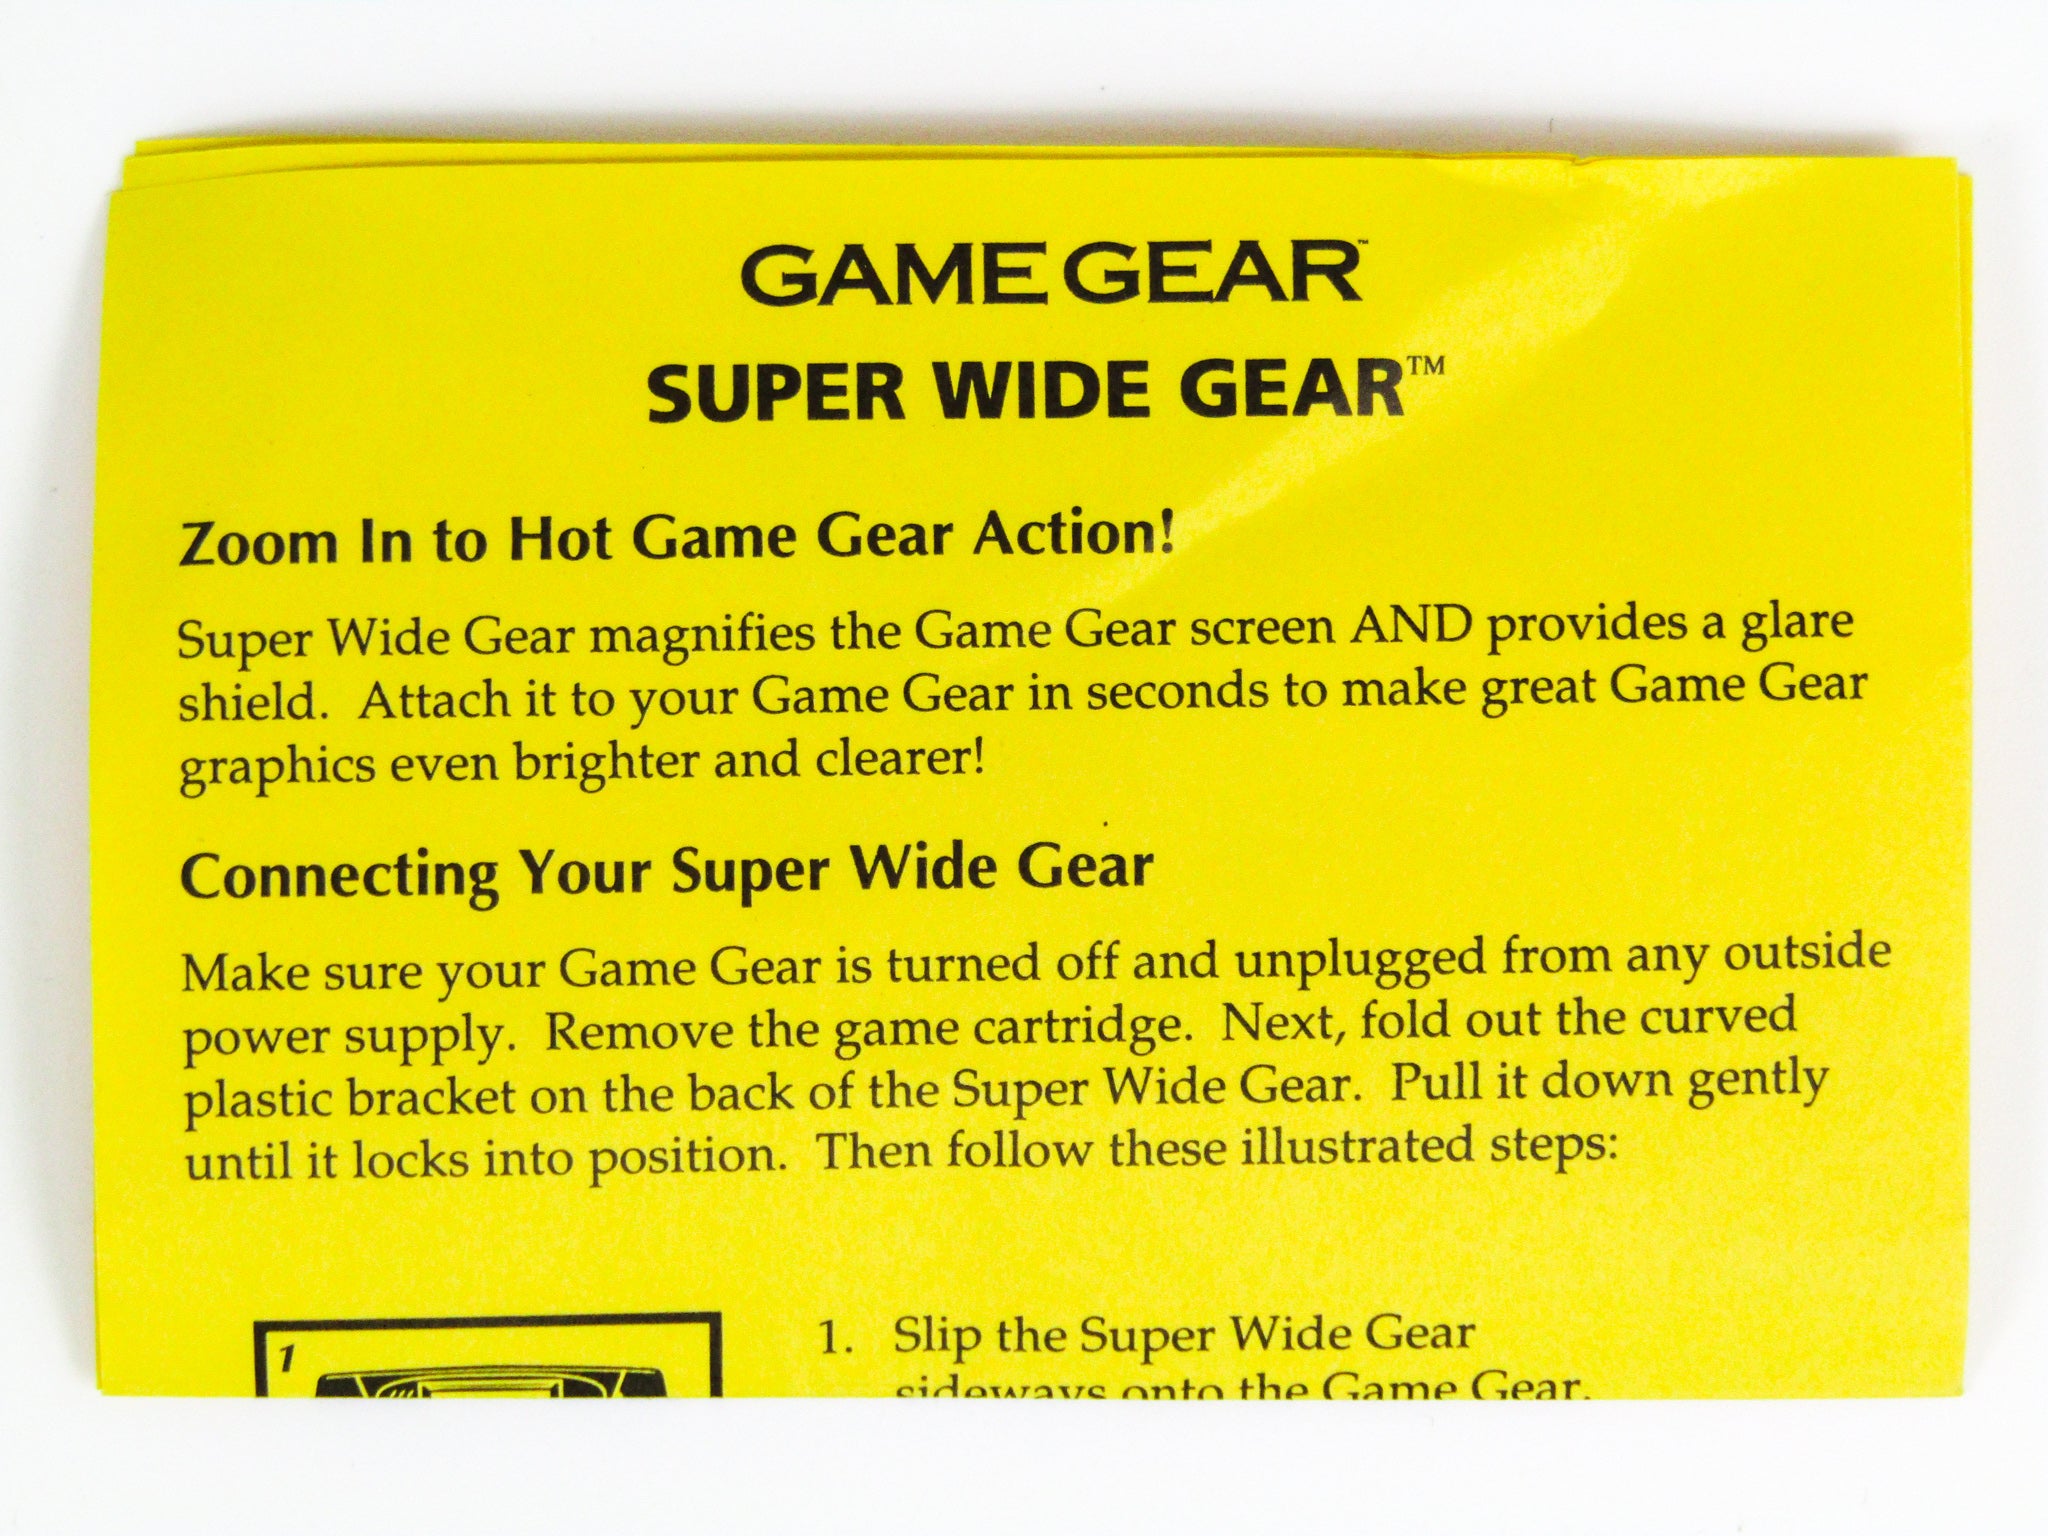 GAME GEAR™
SUPER WIDE GEAR™
Zoom In to Hot Game Gear Action!
Super Wide Gear magnifies the Game Gear screen AND provides a glare
shield.  Attach it to your Game Gear in seconds to make great Game Gear
graphics even brighter and clearer!
Connecting Your Super Wide Gear
Make sure your Game Gear is turned off and unplugged from any outside
power supply.  Remove the game cartridge.  Next, fold out the curved
plastic bracket on the back of the Super Wide Gear.  Pull it down gently
until it locks into position.  Then follow these illustrated steps:
1
1.  Slip the Super Wide Gear
sideways onto the Game Gear.